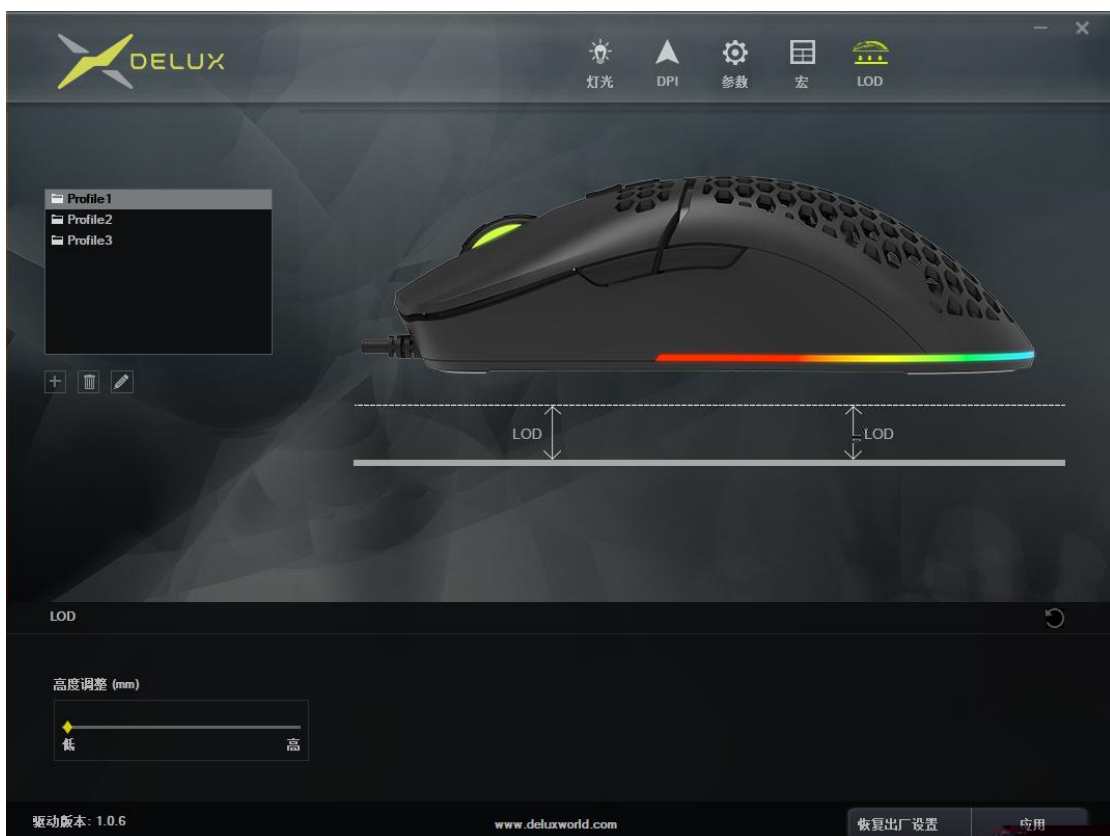 DELUX
灯光 DPI 参数 宏 LOD
Profile1
Profile2
Profile3
LOD LOD
LOD
高度调整 (mm)
低 高
驱动版本: 1.0.6 www.deluxworld.com 恢复出厂设置 应用